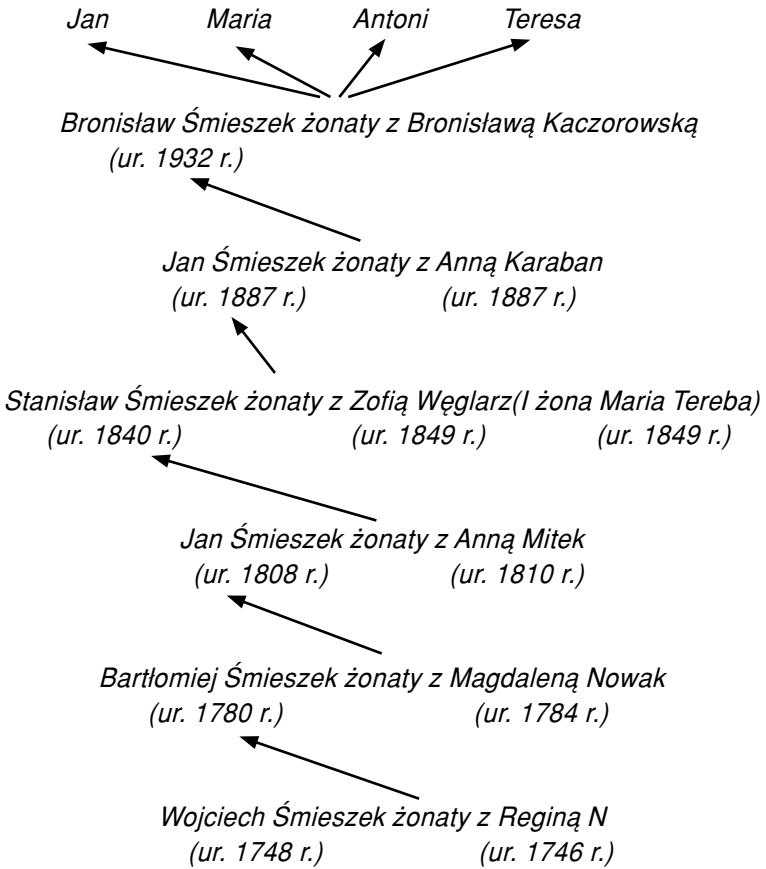 Jan Maria Antoni Teresa
Bronisław Śmieszek żonaty z Bronisławą Kaczorowską
(ur. 1932 r.)
Jan Śmieszek żonaty z Anną Karaban
(ur. 1887 r.) (ur. 1887 r.)
Stanisław Śmieszek żonaty z Zofią Węglarz(I żona Maria Tereba)
(ur. 1840 r.) (ur. 1849 r.) (ur. 1849 r.)
Jan Śmieszek żonaty z Anną Mitek
(ur. 1808 r.) (ur. 1810 r.)
Bartłomiej Śmieszek żonaty z Magdaleną Nowak
(ur. 1780 r.) (ur. 1784 r.)
Wojciech Śmieszek żonaty z Reginą N
(ur. 1748 r.) (ur. 1746 r.)